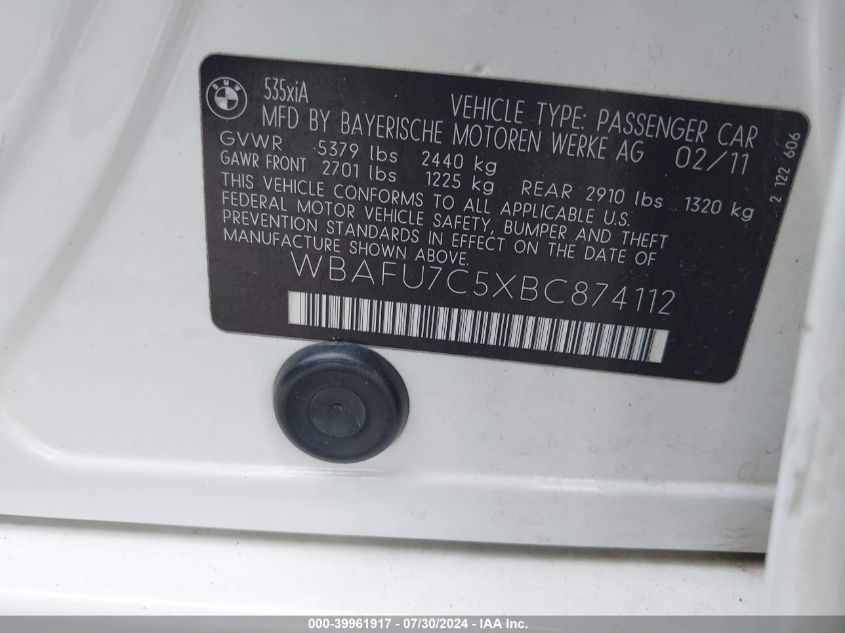 BMW
535xiA
VEHICLE TYPE: PASSENGER CAR
MFD BY BAYERISCHE MOTOREN WERKE AG 02/11
GVWR 5379 lbs 2440 kg
GAWR FRONT 2701 lbs 1225 kg REAR 2910 lbs 1320 kg
THIS VEHICLE CONFORMS TO ALL APPLICABLE U.S.
FEDERAL MOTOR VEHICLE SAFETY, BUMPER AND THEFT
PREVENTION STANDARDS IN EFFECT ON THE DATE OF
MANUFACTURE SHOWN ABOVE.
WBAFU7C5XBC874112
2 122 606
000-39961917 - 07/30/2024 - IAA Inc.